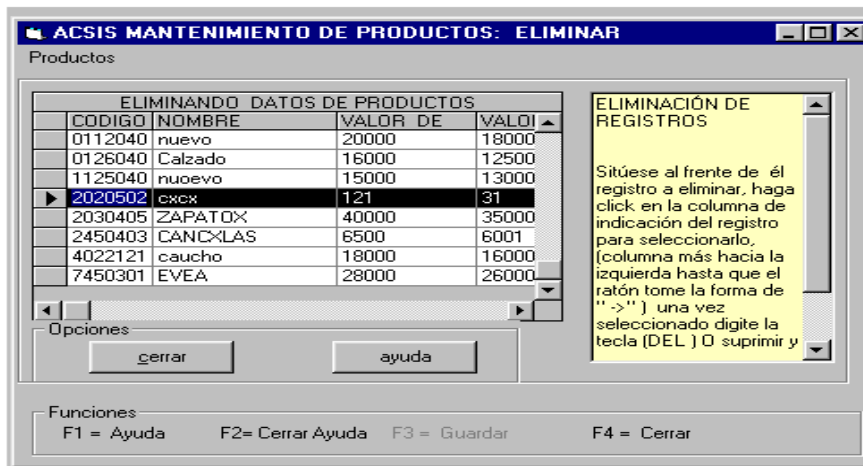 ACSIS MANTENIMIENTO DE PRODUCTOS: ELIMINAR
Productos
ELIMINANDO DATOS DE PRODUCTOS
CODIGO NOMBRE VALOR DE VALOI
0112040 nuevo 20000 18000
0126040 Calzado 16000 12500
1125040 nuoevo 15000 13000
2020502 cxcx 121 31
2030405 ZAPATOX 40000 35000
2450403 CANCXLAS 6500 6001
4022121 caucho 18000 16000
7450301 EVEA 28000 26000
ELIMINACIÓN DE
REGISTROS
Sitúese al frente de él
registro a eliminar, haga
click en la columna de
indicación del registro
para seleccionarlo,
(columna más hacia la
izquierda hasta que el
ratón tome la forma de
" ->" ) una vez
seleccionado digite la
tecla (DEL ) O suprimir y
Opciones
cerrar ayuda
Funciones
F1 = Ayuda F2= Cerrar Ayuda F3 = Guardar F4 = Cerrar